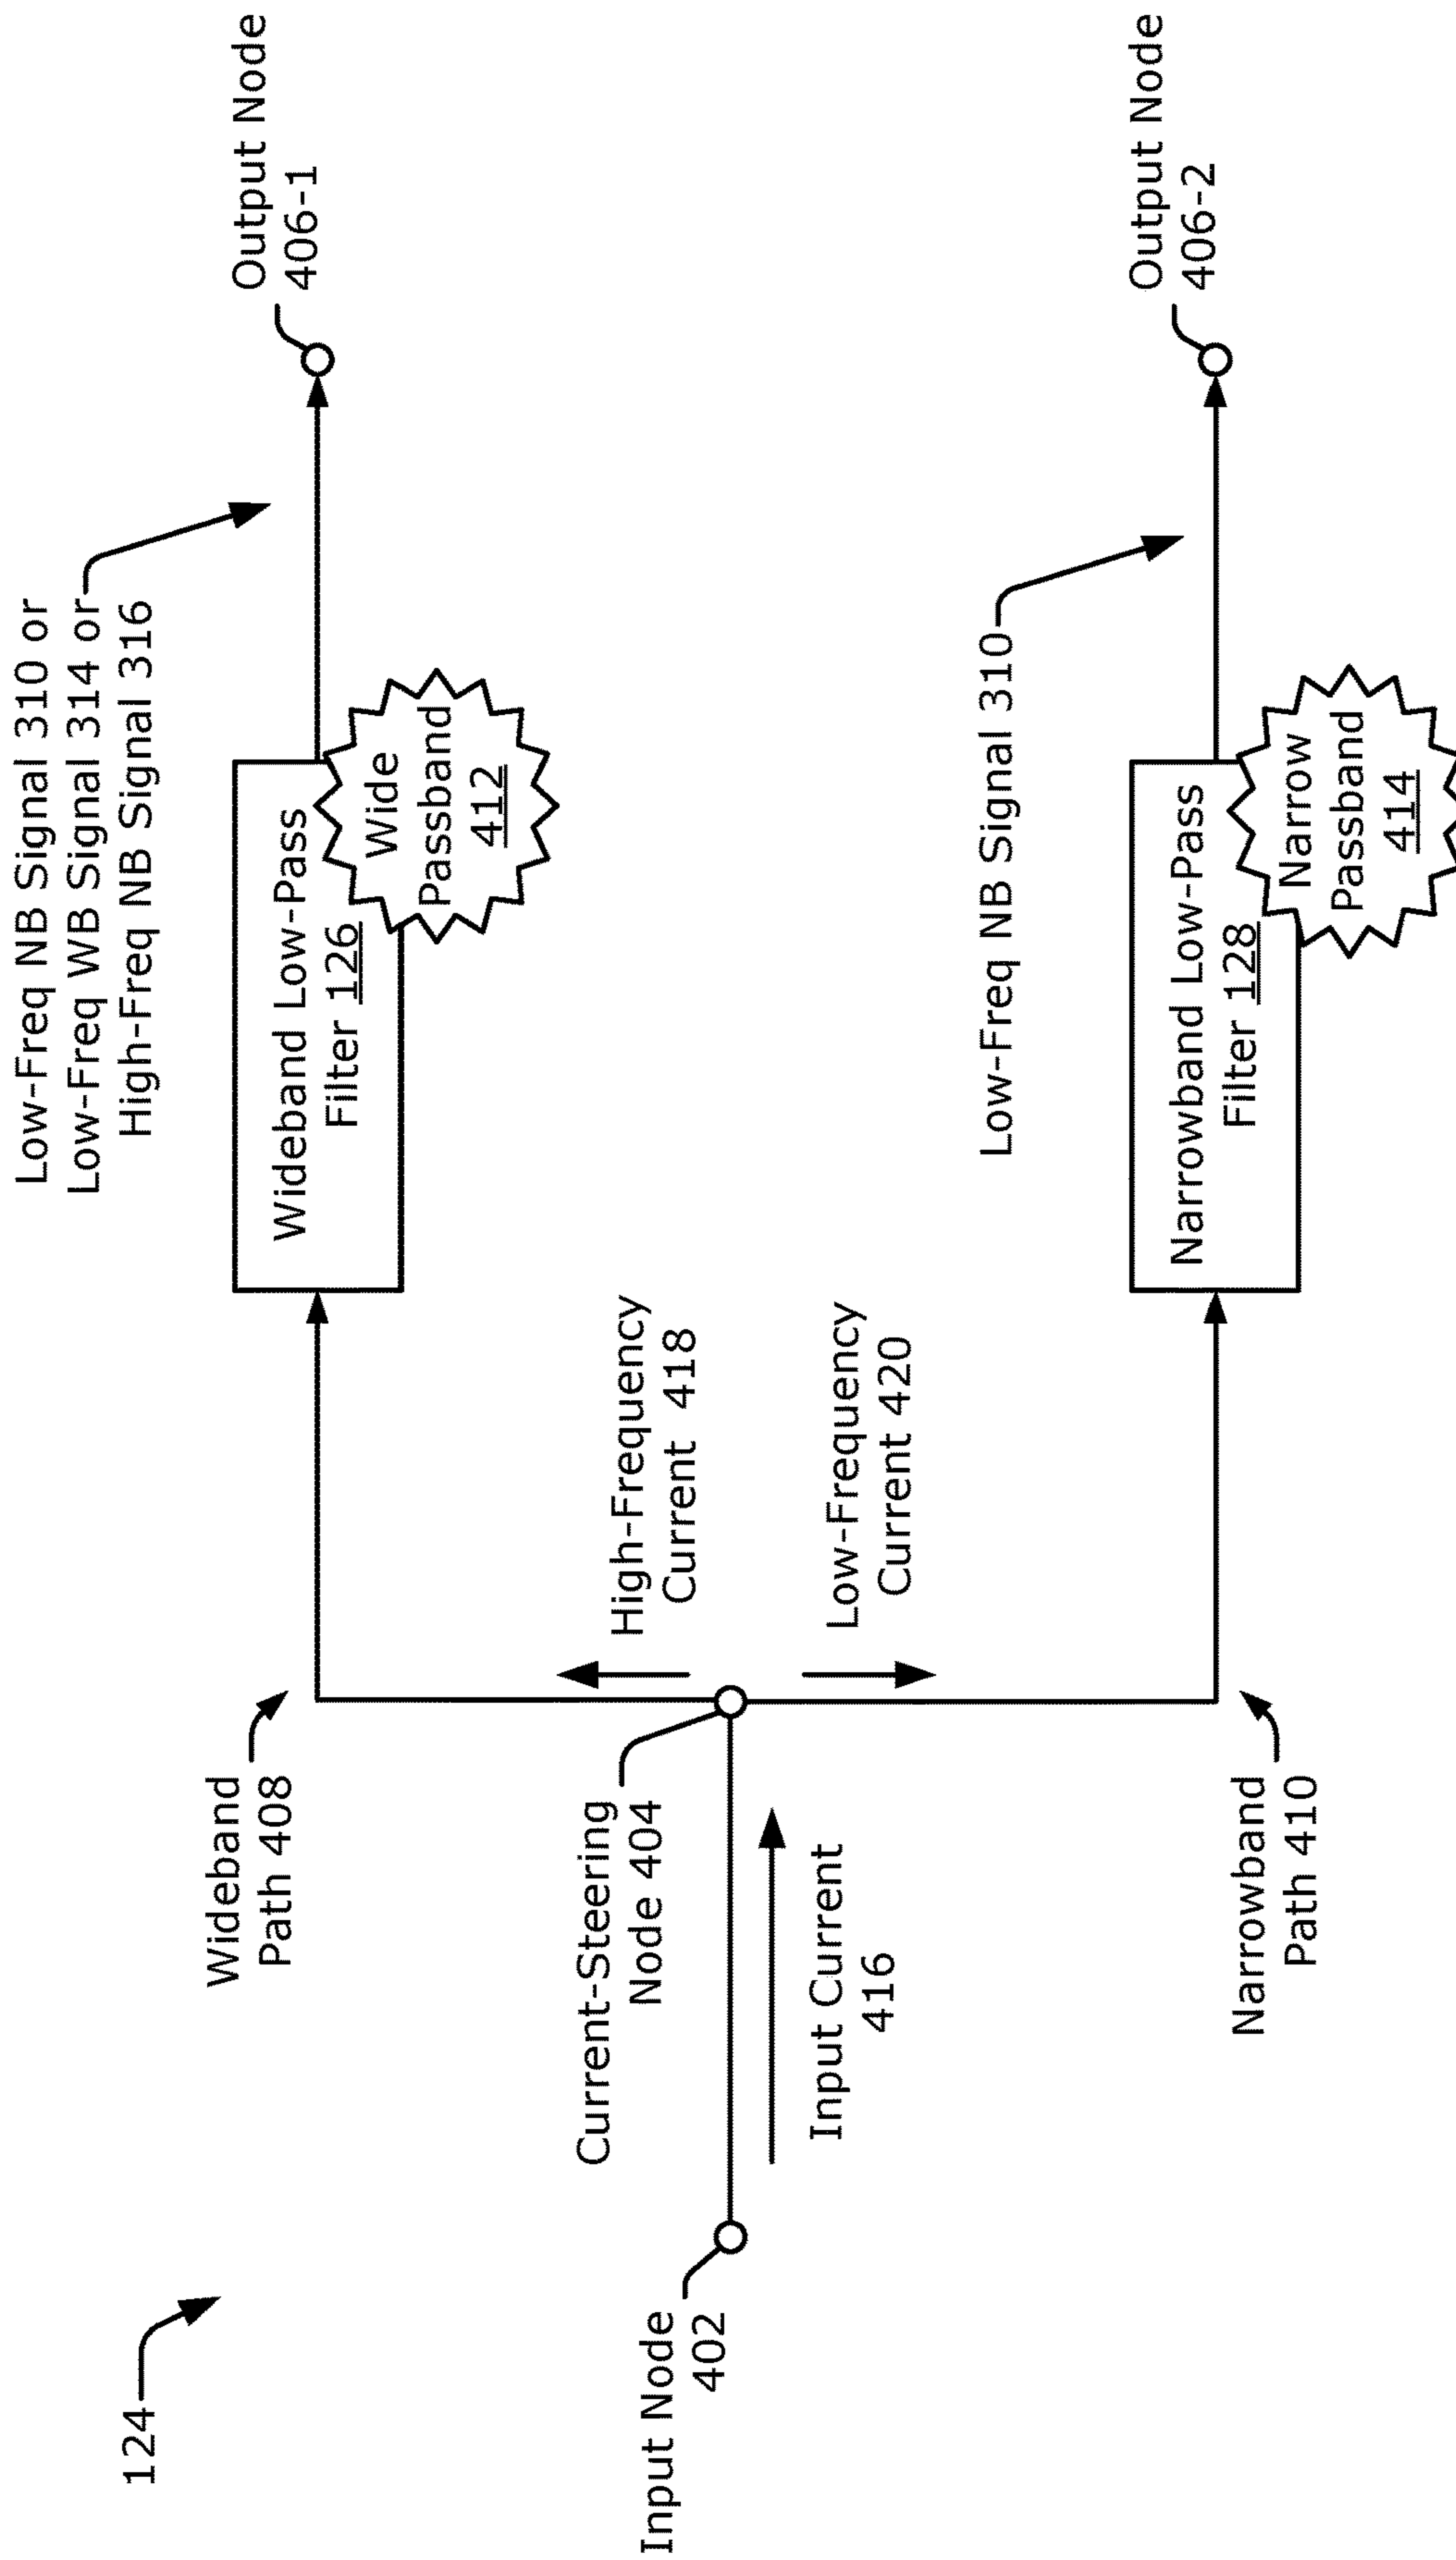 124
Low-Freq NB Signal 310 or
Low-Freq WB Signal 314 or
High-Freq NB Signal 316
Wideband
Path 408
Wideband Low-Pass
Filter 126
Wide
Passband
412
Output Node
406-1
Input Node
402
Current-Steering
Node 404
Input Current
416
High-Frequency
Current 418
Low-Frequency
Current 420
Low-Freq NB Signal 310
Narrowband
Path 410
Narrowband Low-Pass
Filter 128
Narrow
Passband
414
Output Node
406-2